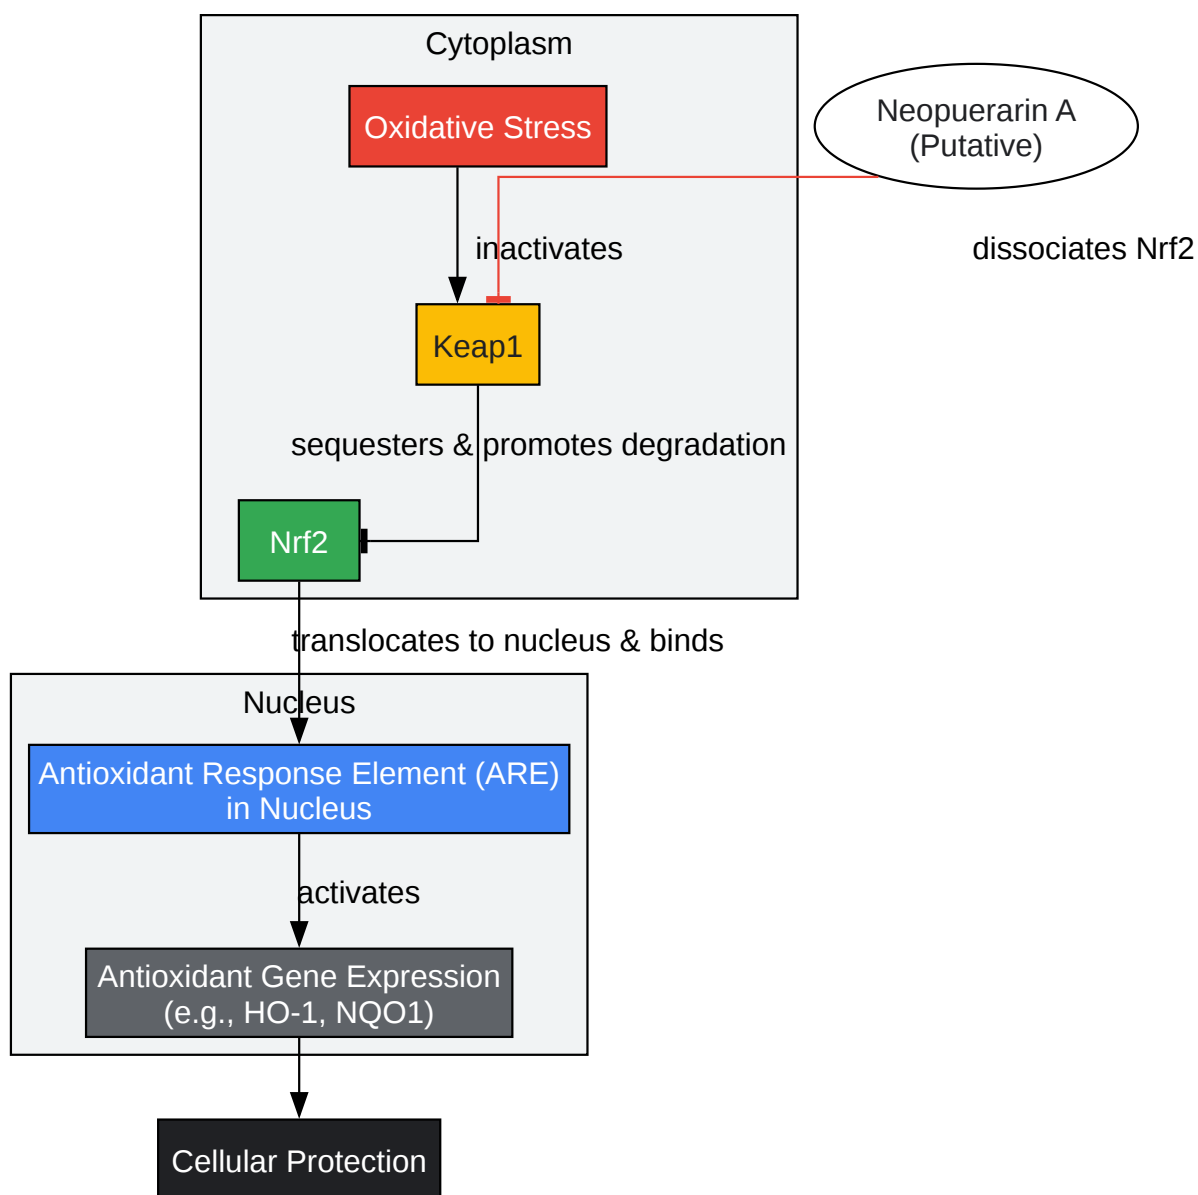 Cytoplasm
Oxidative Stress
Neopuerarin A
(Putative)
inactivates
dissociates Nrf2
Keap1
sequesters & promotes degradation
Nrf2
translocates to nucleus & binds
Nucleus
Antioxidant Response Element (ARE)
in Nucleus
activates
Antioxidant Gene Expression
(e.g., HO-1, NQO1)
Cellular Protection